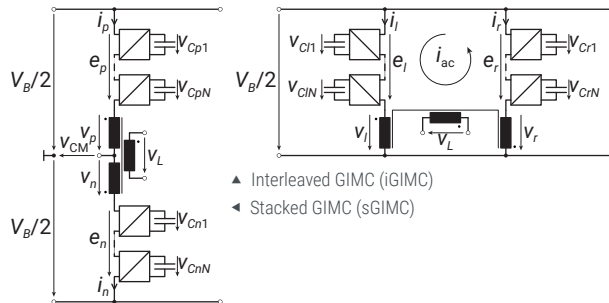 i_p
v_Cp1
V_B/2
e_p
v_CpN
v_p
v_CM
v_L
v_n
V_B/2
v_Cn1
e_n
v_CnN
i_n
i_l
i_r
v_Cl1
v_Cr1
V_B/2
e_l
i_ac
e_r
v_ClN
v_CrN
v_l
v_L
v_r
▲ Interleaved GIMC (iGIMC)
◄ Stacked GIMC (sGIMC)